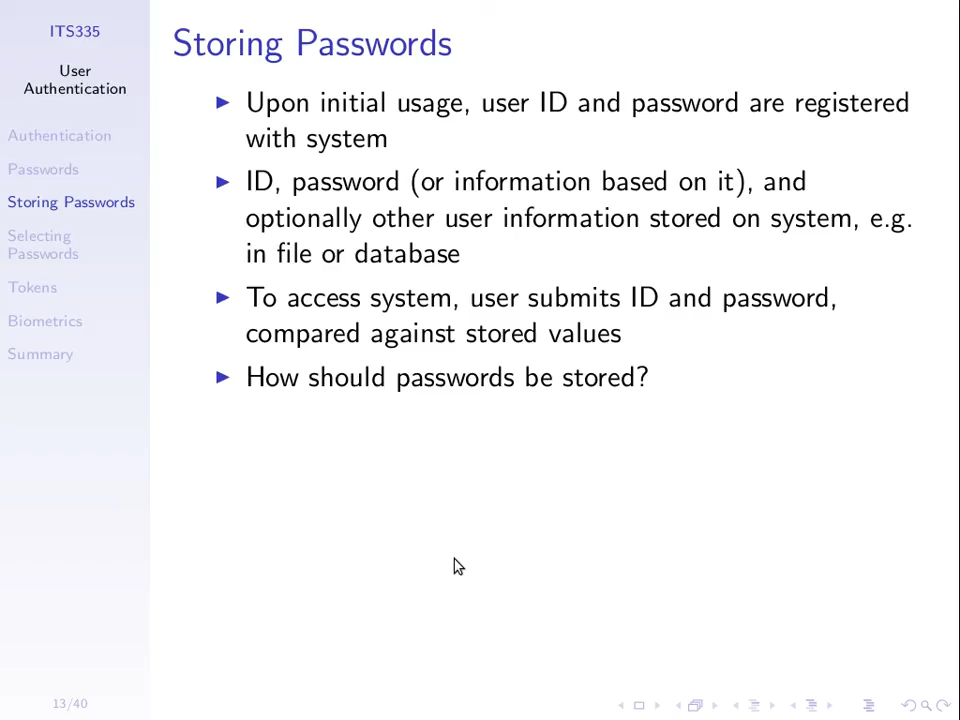 ITS335
User
Authentication
Authentication
Passwords
Storing Passwords
Selecting
Passwords
Tokens
Biometrics
Summary
13/40
Storing Passwords
Upon initial usage, user ID and password are registered
with system
ID, password (or information based on it), and
optionally other user information stored on system, e.g.
in file or database
To access system, user submits ID and password,
compared against stored values
How should passwords be stored?